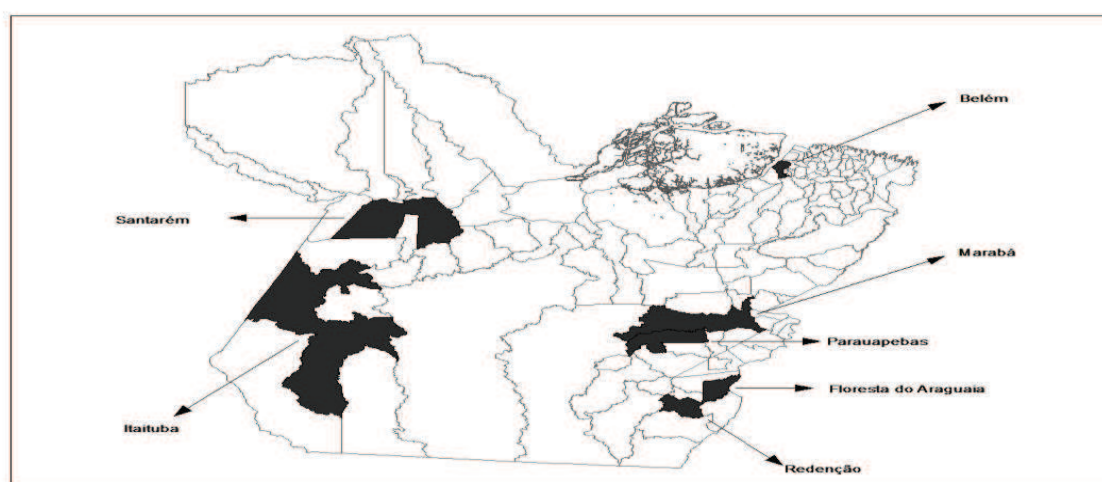 Belém
Santarém
Marabá
Parauapebas
Floresta do Araguaia
Itaituba
Redenção